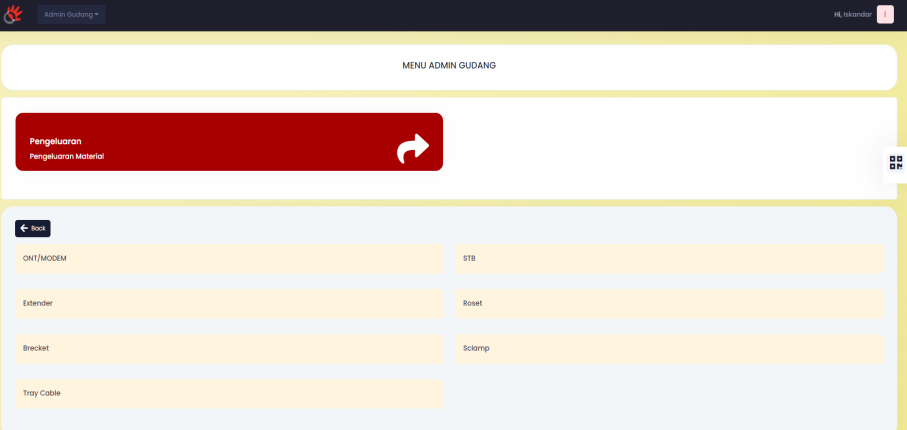 Admin Gudang
Hi, Iskandar I
MENU ADMIN GUDANG
Pengeluaran
Pengeluaran Material
Back
ONT/MODEM
STB
Extender
Roset
Brecket
Sclamp
Tray Cable